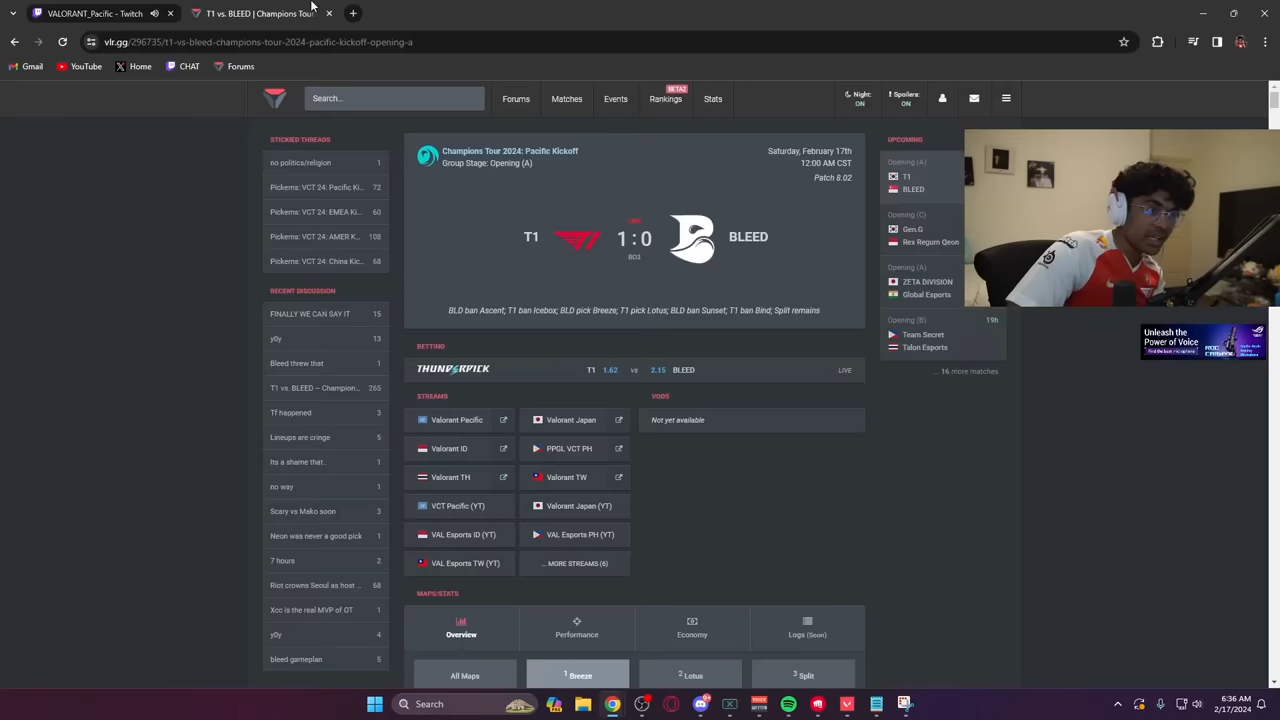 VALORANT_Pacific - Twitch
T1 vs. BLEED | Champions Tour
vlr.gg/296735/t1-vs-bleed-champions-tour-2024-pacific-kickoff-opening-a
Gmail
YouTube
Home
CHAT
Forums
Search...
Forums
Matches
Events
Rankings
BETA2
Stats
Night:
ON
Spoilers:
ON
STICKIED THREADS
no politics/religion 1
Pickems: VCT 24: Pacific Ki... 72
Pickems: VCT 24: EMEA Ki... 60
Pickems: VCT 24: AMER K... 108
Pickems: VCT 24: China Kic... 68
RECENT DISCUSSION
FINALLY WE CAN SAY IT 15
y0y 13
Bleed threw that 1
T1 vs. BLEED – Champion... 265
Tf happened 3
Lineups are cringe 5
Its a shame that.. 1
no way 1
Scary vs Mako soon 3
Neon was never a good pick 1
7 hours 2
Riot crowns Seoul as host ... 68
Xcc is the real MVP of OT 1
y0y 4
bleed gameplan 5
Champions Tour 2024: Pacific Kickoff
Group Stage: Opening (A)
Saturday, February 17th
12:00 AM CST
Patch 8.02
T1
LIVE
1 : 0
BO3
BLEED
BLD ban Ascent; T1 ban Icebox; BLD pick Breeze; T1 pick Lotus; BLD ban Sunset; T1 ban Bind; Split remains
BETTING
THUNDERPICK
T1 1.62 vs 2.15 BLEED
LIVE
STREAMS
Valorant Pacific
Valorant Japan
Valorant ID
PPGL VCT PH
Valorant TH
Valorant TW
VCT Pacific (YT)
Valorant Japan (YT)
VAL Esports ID (YT)
VAL Esports PH (YT)
VAL Esports TW (YT)
... MORE STREAMS (6)
VODS
Not yet available
MAPS/STATS
Overview
Performance
Economy
Logs (Soon)
All Maps
1 Breeze
2 Lotus
3 Split
UPCOMING
Opening (A)
T1
BLEED
Opening (C)
Gen.G
Rex Regum Qeon
Opening (A)
ZETA DIVISION
Global Esports
Opening (B) 19h
Team Secret
Talon Esports
... 16 more matches
Unleash the
Power of Voice
Search
6:36 AM
2/17/2024